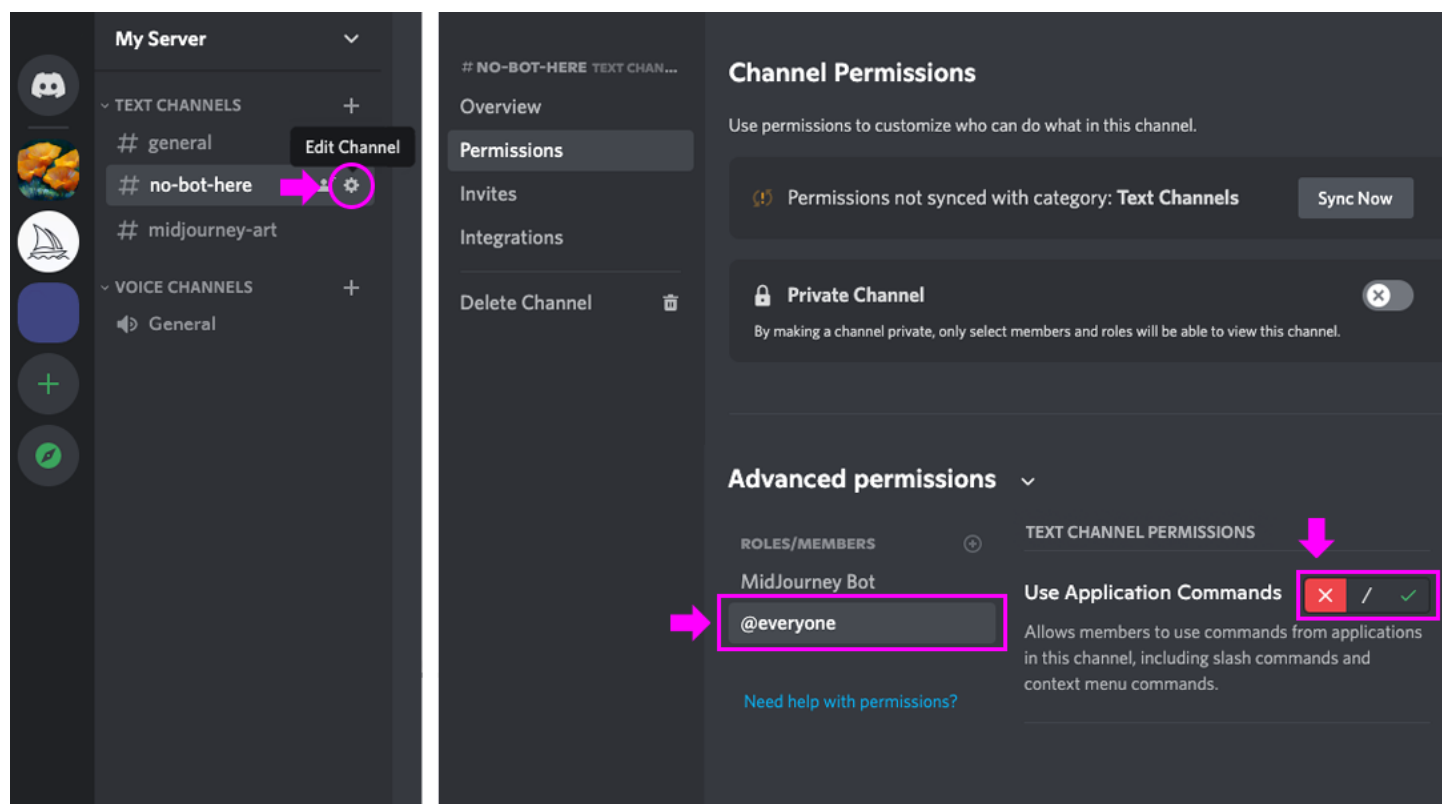 My Server
TEXT CHANNELS
# general
Edit Channel
# no-bot-here
# midjourney-art
VOICE CHANNELS
General
# NO-BOT-HERE TEXT CHAN...
Overview
Permissions
Invites
Integrations
Delete Channel
Channel Permissions
Use permissions to customize who can do what in this channel.
Permissions not synced with category: Text Channels
Sync Now
Private Channel
By making a channel private, only select members and roles will be able to view this channel.
Advanced permissions
ROLES/MEMBERS
MidJourney Bot
@everyone
Need help with permissions?
TEXT CHANNEL PERMISSIONS
Use Application Commands
/
Allows members to use commands from applications
in this channel, including slash commands and
context menu commands.